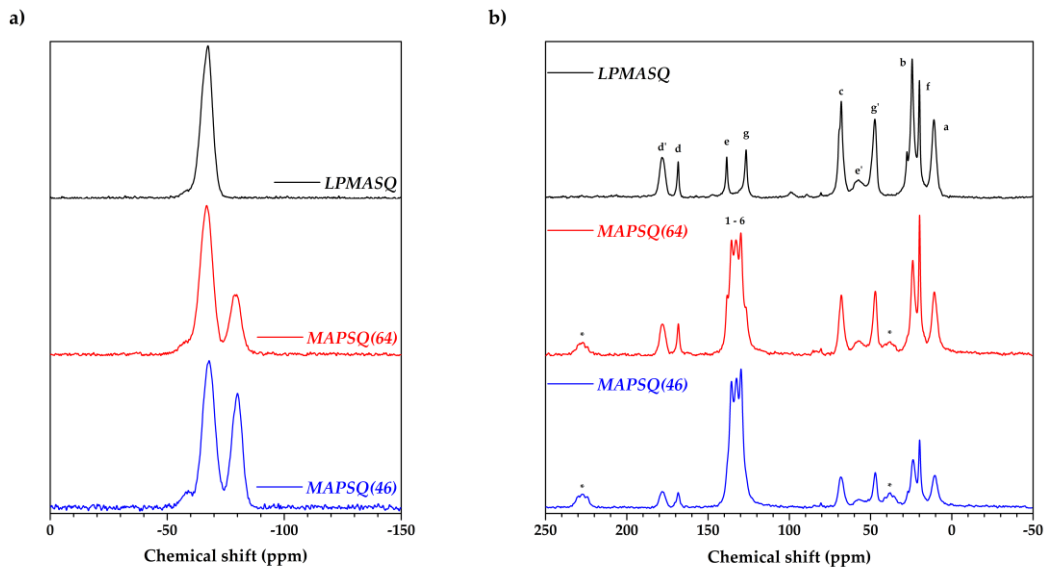 a)
LPMASQ
MAPSQ(64)
MAPSQ(46)
0 -50 -100 -150
Chemical shift (ppm)
b)
LPMASQ
d' d e g c e' g' b f a
MAPSQ(64)
1 - 6
* *
MAPSQ(46)
* *
250 200 150 100 50 0 -50
Chemical shift (ppm)